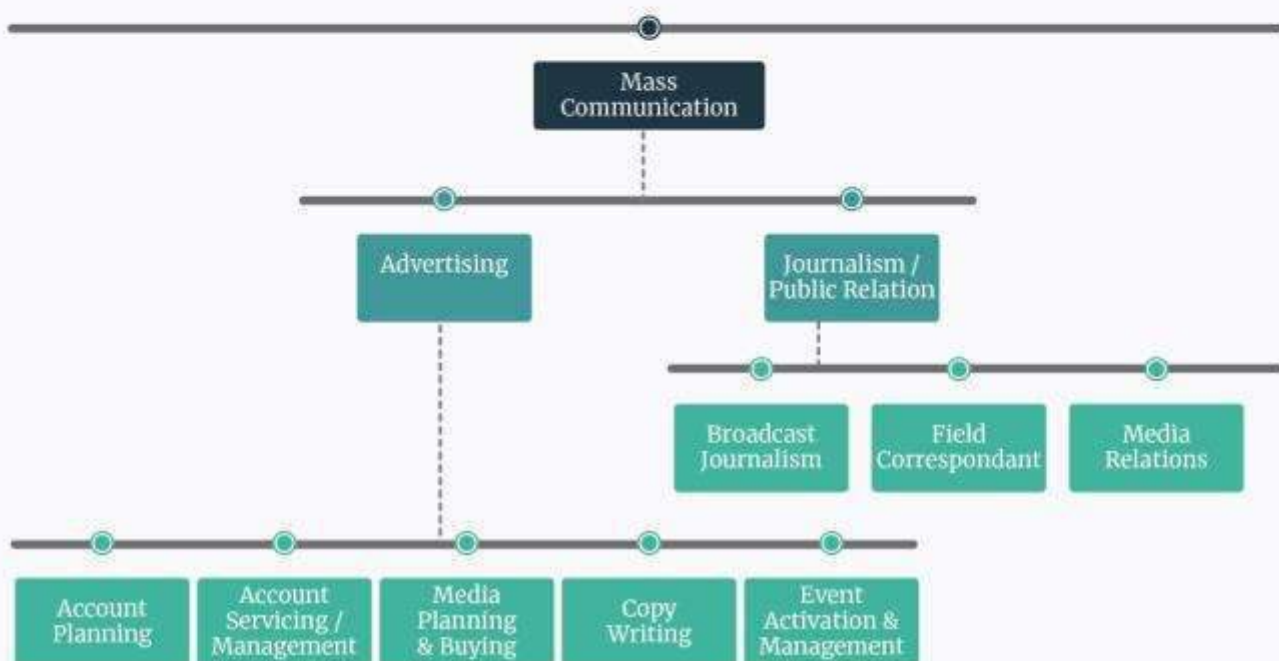 Mass
Communication
Advertising
Journalism /
Public Relation
Broadcast
Journalism
Field
Correspondant
Media
Relations
Account
Planning
Account
Servicing /
Management
Media
Planning
& Buying
Copy
Writing
Event
Activation &
Management